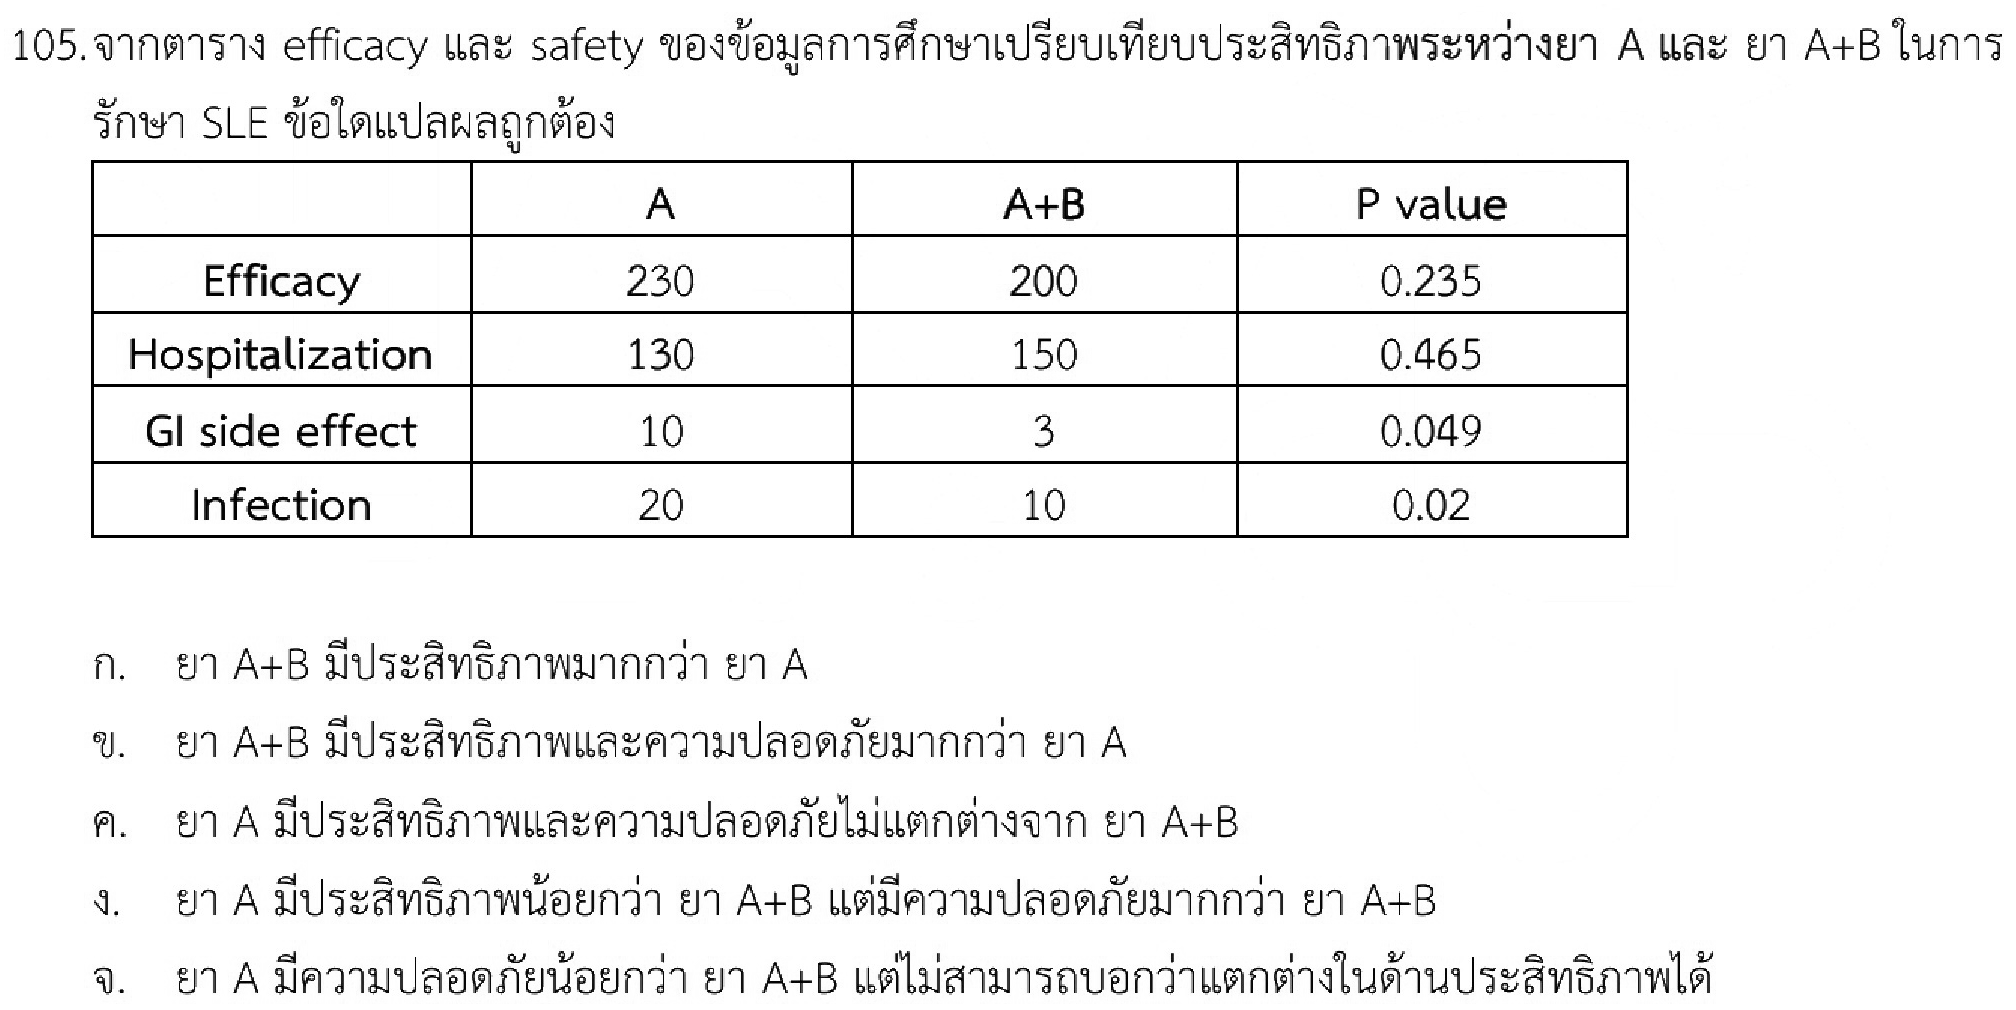 105. จากตาราง efficacy และ safety ของข้อมูลการศึกษาเปรียบเทียบประสิทธิภาพระหว่างยา A และ ยา A+B ในการ
รักษา SLE ข้อใดแปลผลถูกต้อง
A A+B P value
Efficacy 230 200 0.235
Hospitalization 130 150 0.465
GI side effect 10 3 0.049
Infection 20 10 0.02
ก. ยา A+B มีประสิทธิภาพมากกว่า ยา A
ข. ยา A+B มีประสิทธิภาพและความปลอดภัยมากกว่า ยา A
ค. ยา A มีประสิทธิภาพและความปลอดภัยไม่แตกต่างจาก ยา A+B
ง. ยา A มีประสิทธิภาพน้อยกว่า ยา A+B แต่มีความปลอดภัยมากกว่า ยา A+B
จ. ยา A มีความปลอดภัยน้อยกว่า ยา A+B แต่ไม่สามารถบอกว่าแตกต่างในด้านประสิทธิภาพได้